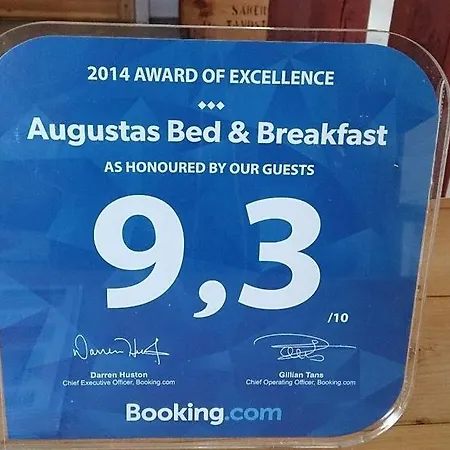 2014 AWARD OF EXCELLENCE
Augustas Bed & Breakfast
AS HONOURED BY OUR GUESTS
9,3
/10
Darren Huston
Chief Executive Officer, Booking.com
Gillian Tans
Chief Operating Officer, Booking.com
Booking.com